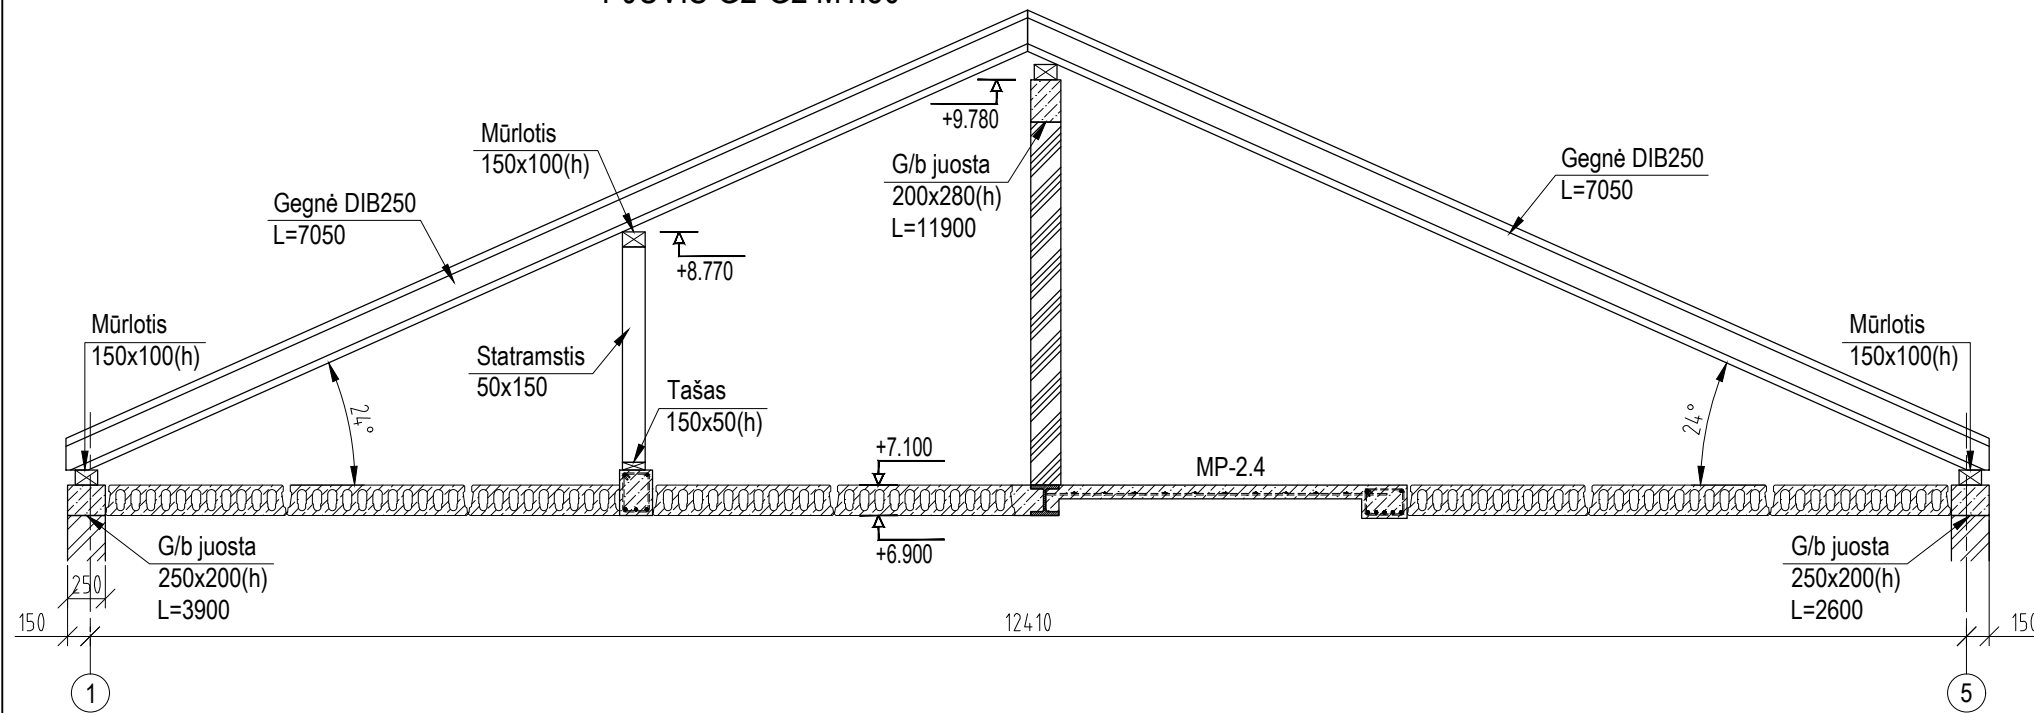 +9.780
Mūrlotis
150x100(h)
G/b juosta
200x280(h)
L=11900
Gegnė DIB250
L=7050
Gegnė DIB250
L=7050
+8.770
Mūrlotis
150x100(h)
Mūrlotis
150x100(h)
Statramstis
50x150
Tašas
150x50(h)
24°
24°
+7.100
MP-2.4
+6.900
G/b juosta
250x200(h)
L=3900
G/b juosta
250x200(h)
L=2600
250
150
12410
150
1
5